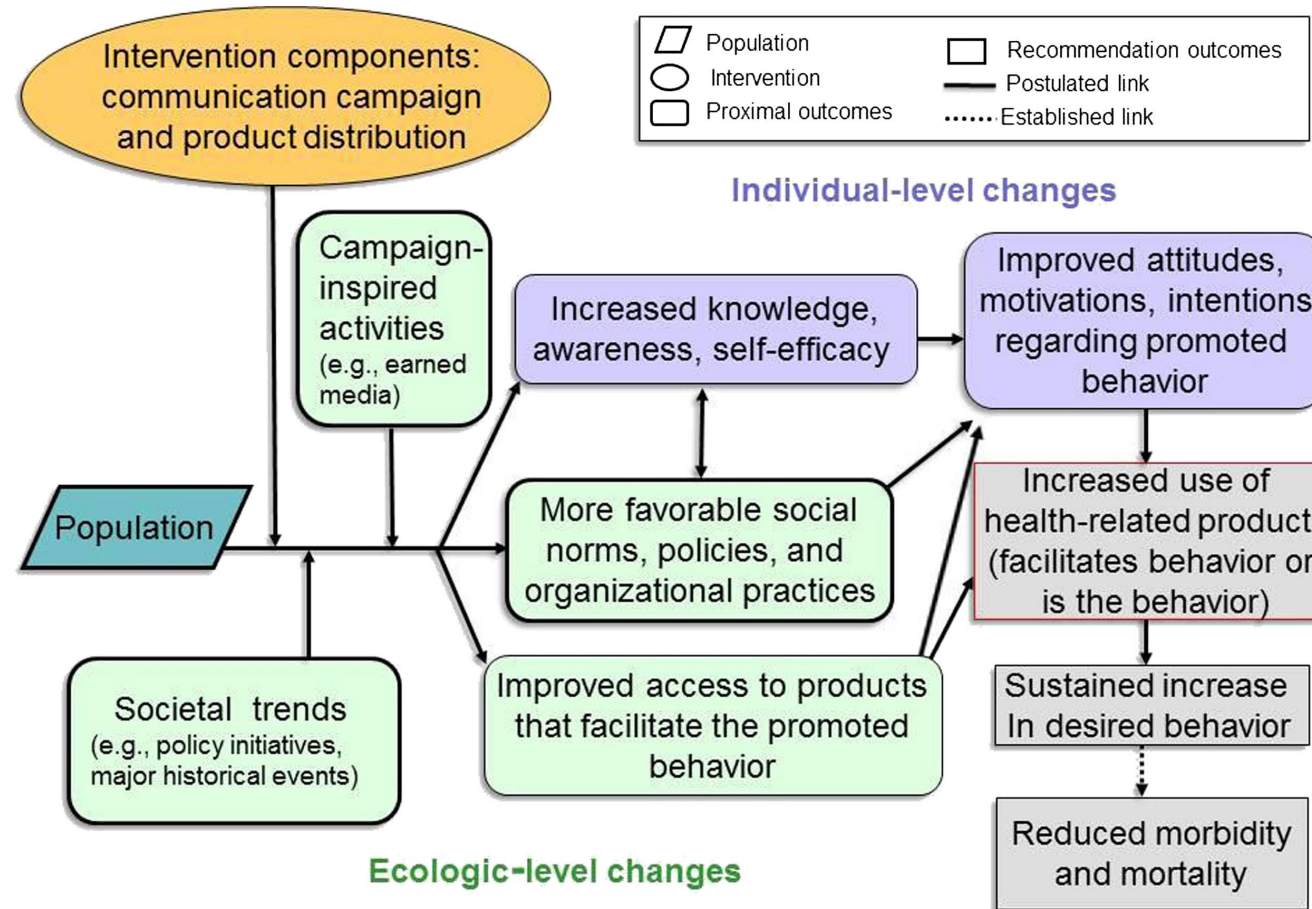 Intervention components:
communication campaign
and product distribution
Population
Intervention
Proximal outcomes
Recommendation outcomes
Postulated link
Established link
Individual-level changes
Campaign-
inspired
activities
(e.g., earned
media)
Increased knowledge,
awareness, self-efficacy
Improved attitudes,
motivations, intentions
regarding promoted
behavior
Population
More favorable social
norms, policies, and
organizational practices
Increased use of
health-related product
(facilitates behavior or
is the behavior)
Societal trends
(e.g., policy initiatives,
major historical events)
Improved access to products
that facilitate the promoted
behavior
Sustained increase
In desired behavior
Reduced morbidity
and mortality
Ecologic-level changes